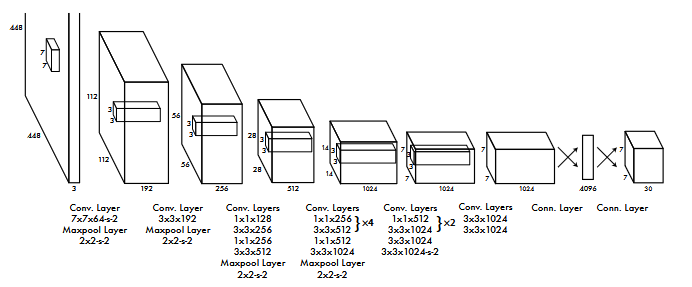 448
7
7
448
3
112
3
3
112
192
56
3
3
56
256
28
3
3
28
512
14
3
3
14
1024
7
3
3
7
1024
7
7
1024
4096
7
7
30
Conv. Layer
7x7x64-s-2
Maxpool Layer
2x2-s-2
Conv. Layer
3x3x192
Maxpool Layer
2x2-s-2
Conv. Layers
1x1x128
3x3x256
1x1x256
3x3x512
Maxpool Layer
2x2-s-2
Conv. Layers
1x1x256
3x3x512
}×4
1x1x512
3x3x1024
Maxpool Layer
2x2-s-2
Conv. Layers
1x1x512
3x3x1024
}×2
3x3x1024
3x3x1024-s-2
Conv. Layers
3x3x1024
3x3x1024
Conn. Layer
Conn. Layer